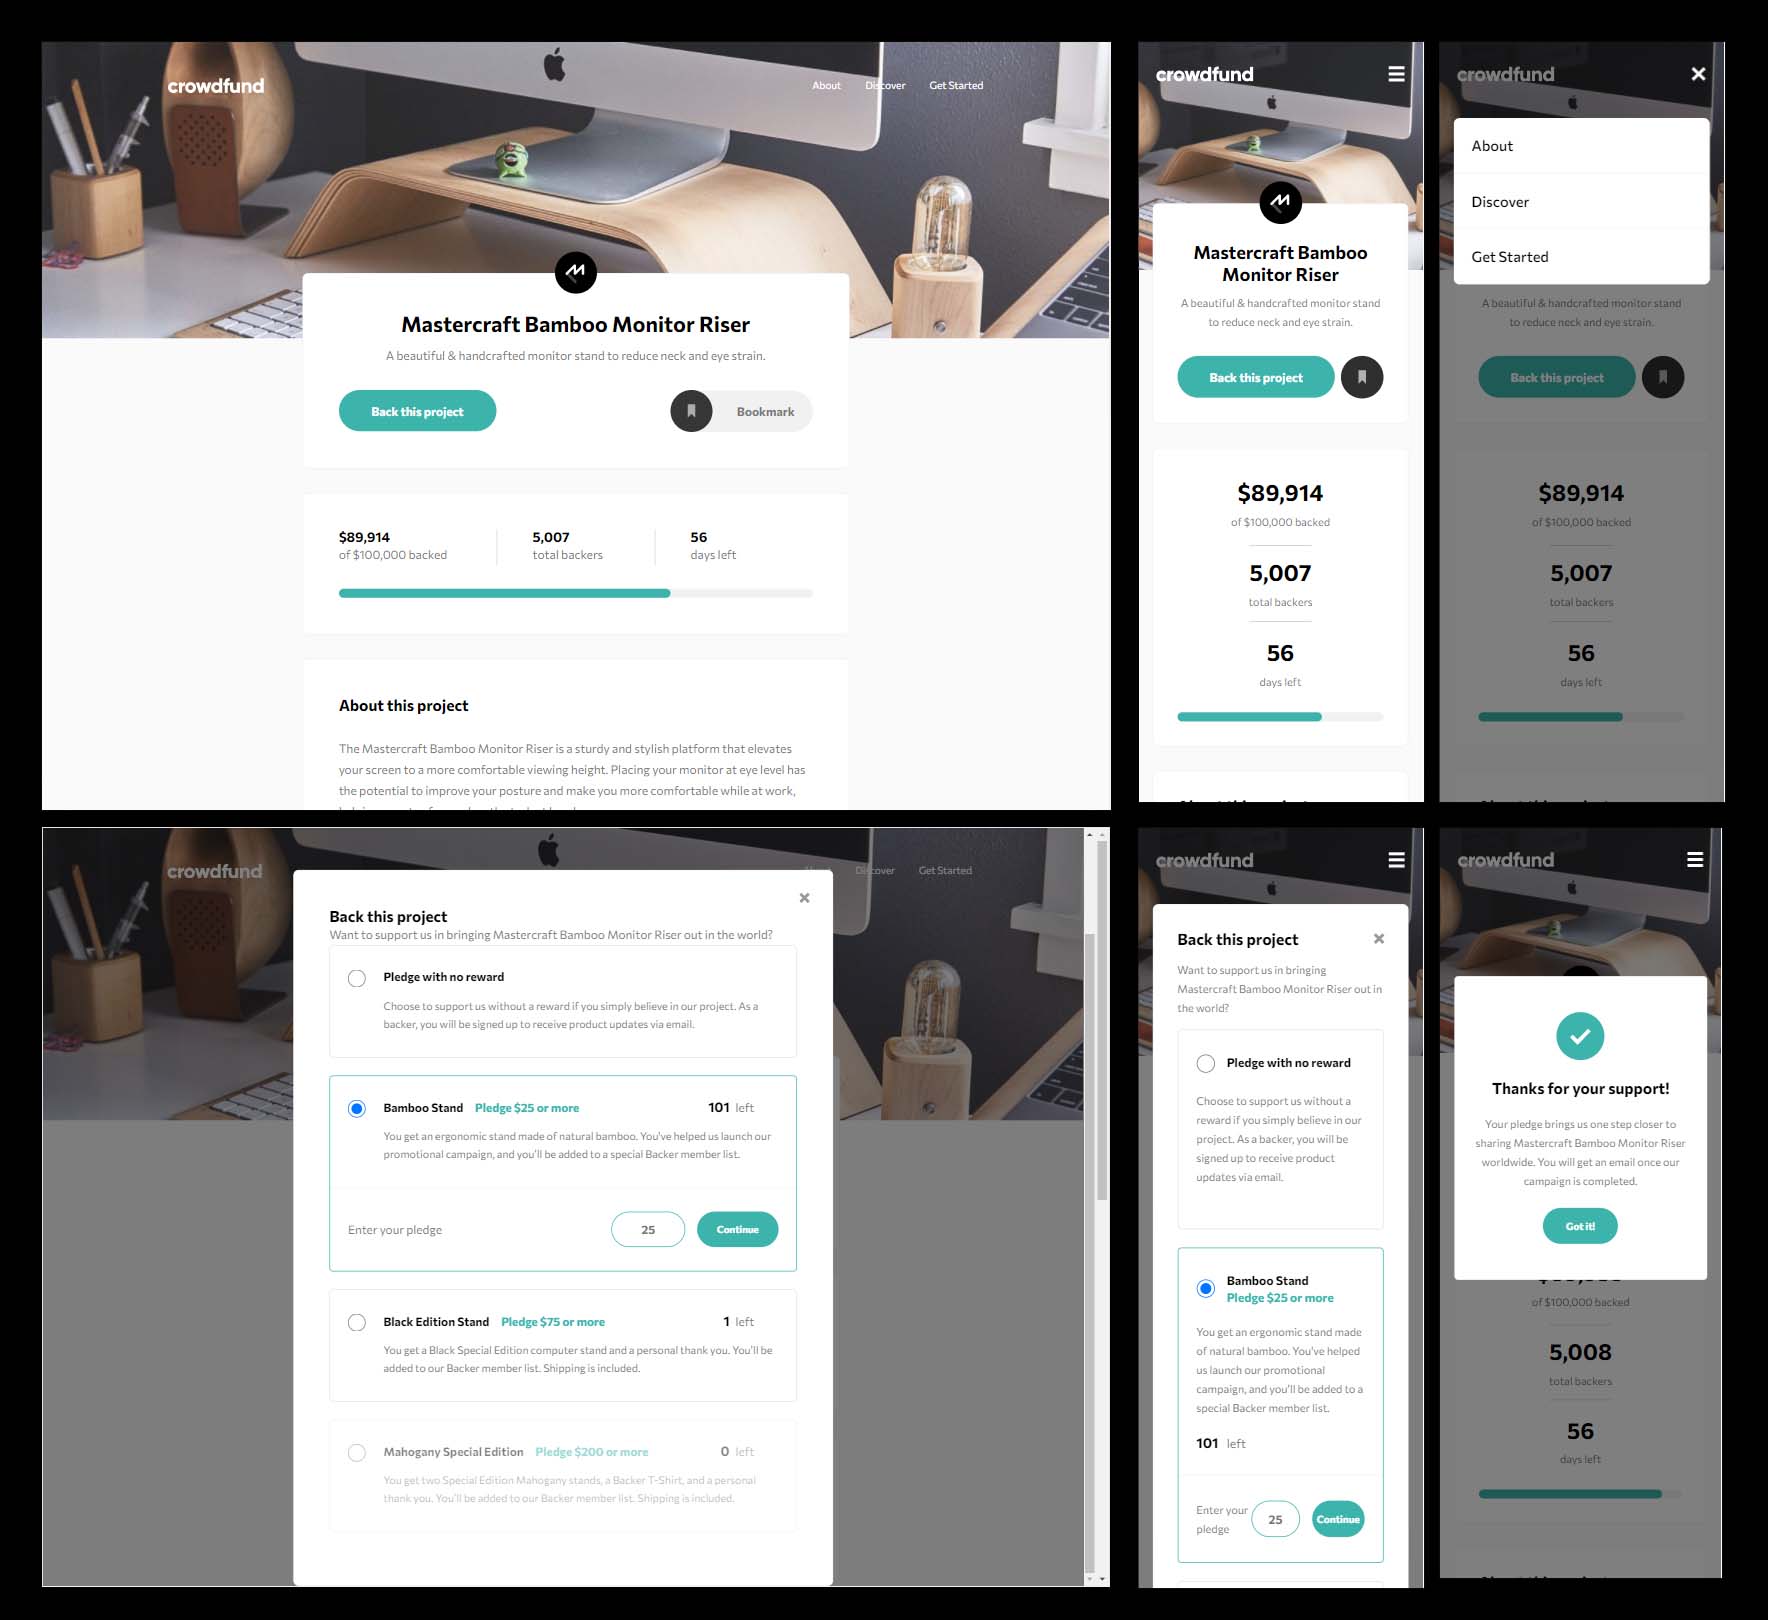 crowdfund
About
Discover
Get Started
Mastercraft Bamboo Monitor Riser
A beautiful & handcrafted monitor stand to reduce neck and eye strain.
Back this project
Bookmark
$89,914
of $100,000 backed
5,007
total backers
56
days left
About this project
The Mastercraft Bamboo Monitor Riser is a sturdy and stylish platform that elevates
your screen to a more comfortable viewing height. Placing your monitor at eye level has
the potential to improve your posture and make you more comfortable while at work,
crowdfund
Mastercraft Bamboo
Monitor Riser
A beautiful & handcrafted monitor stand
to reduce neck and eye strain.
Back this project
$89,914
of $100,000 backed
5,007
total backers
56
days left
crowdfund
About
Discover
Get Started
A beautiful & handcrafted monitor stand
to reduce neck and eye strain.
Back this project
$89,914
of $100,000 backed
5,007
total backers
56
days left
crowdfund
Discover
Get Started
Back this project
Want to support us in bringing Mastercraft Bamboo Monitor Riser out in the world?
Pledge with no reward
Choose to support us without a reward if you simply believe in our project. As a
backer, you will be signed up to receive product updates via email.
Bamboo Stand Pledge $25 or more 101 left
You get an ergonomic stand made of natural bamboo. You've helped us launch our
promotional campaign, and you'll be added to a special Backer member list.
Enter your pledge 25 Continue
Black Edition Stand Pledge $75 or more 1 left
You get a Black Special Edition computer stand and a personal thank you. You'll be
added to our Backer member list. Shipping is included.
Mahogany Special Edition Pledge $200 or more 0 left
You get two Special Edition Mahogany stands, a Backer T-Shirt, and a personal
thank you. You'll be added to our Backer member list. Shipping is included.
crowdfund
Back this project
Want to support us in bringing
Mastercraft Bamboo Monitor Riser out in
the world?
Pledge with no reward
Choose to support us without a
reward if you simply believe in our
project. As a backer, you will be
signed up to receive product
updates via email.
Bamboo Stand
Pledge $25 or more
You get an ergonomic stand made
of natural bamboo. You've helped
us launch our promotional
campaign, and you'll be added to a
special Backer member list.
101 left
Enter your
pledge
25
Continue
crowdfund
Thanks for your support!
Your pledge brings us one step closer to
sharing Mastercraft Bamboo Monitor Riser
worldwide. You will get an email once our
campaign is completed.
Got it!
of $100,000 backed
5,008
total backers
56
days left